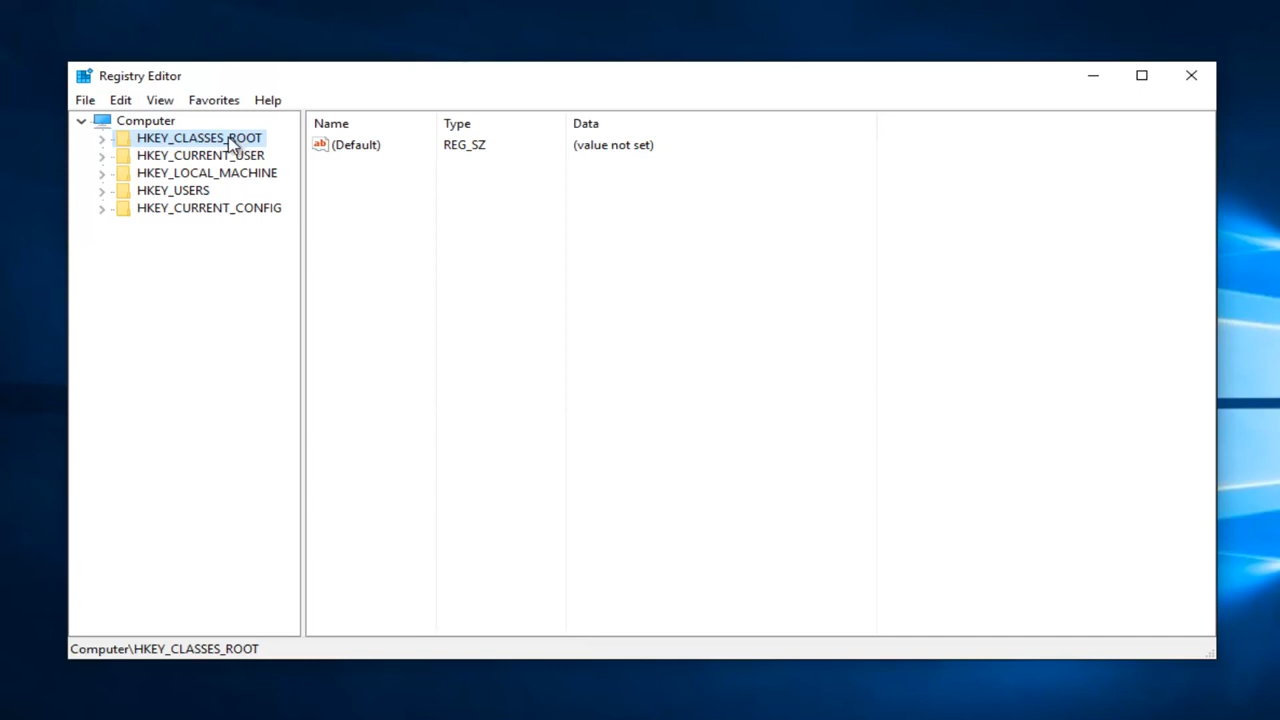 Registry Editor
File Edit View Favorites Help
Computer
HKEY_CLASSES_ROOT
HKEY_CURRENT_USER
HKEY_LOCAL_MACHINE
HKEY_USERS
HKEY_CURRENT_CONFIG
Name Type Data
ab (Default) REG_SZ (value not set)
Computer\HKEY_CLASSES_ROOT